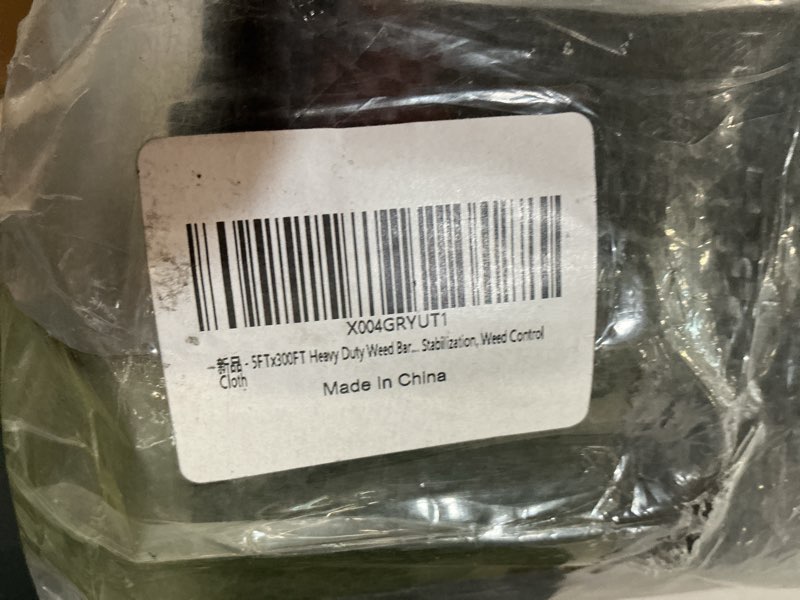 X004GRYUT1
新品 - 5FTx300FT Heavy Duty Weed Bar... Stabilization, Weed Control
Cloth
Made in China